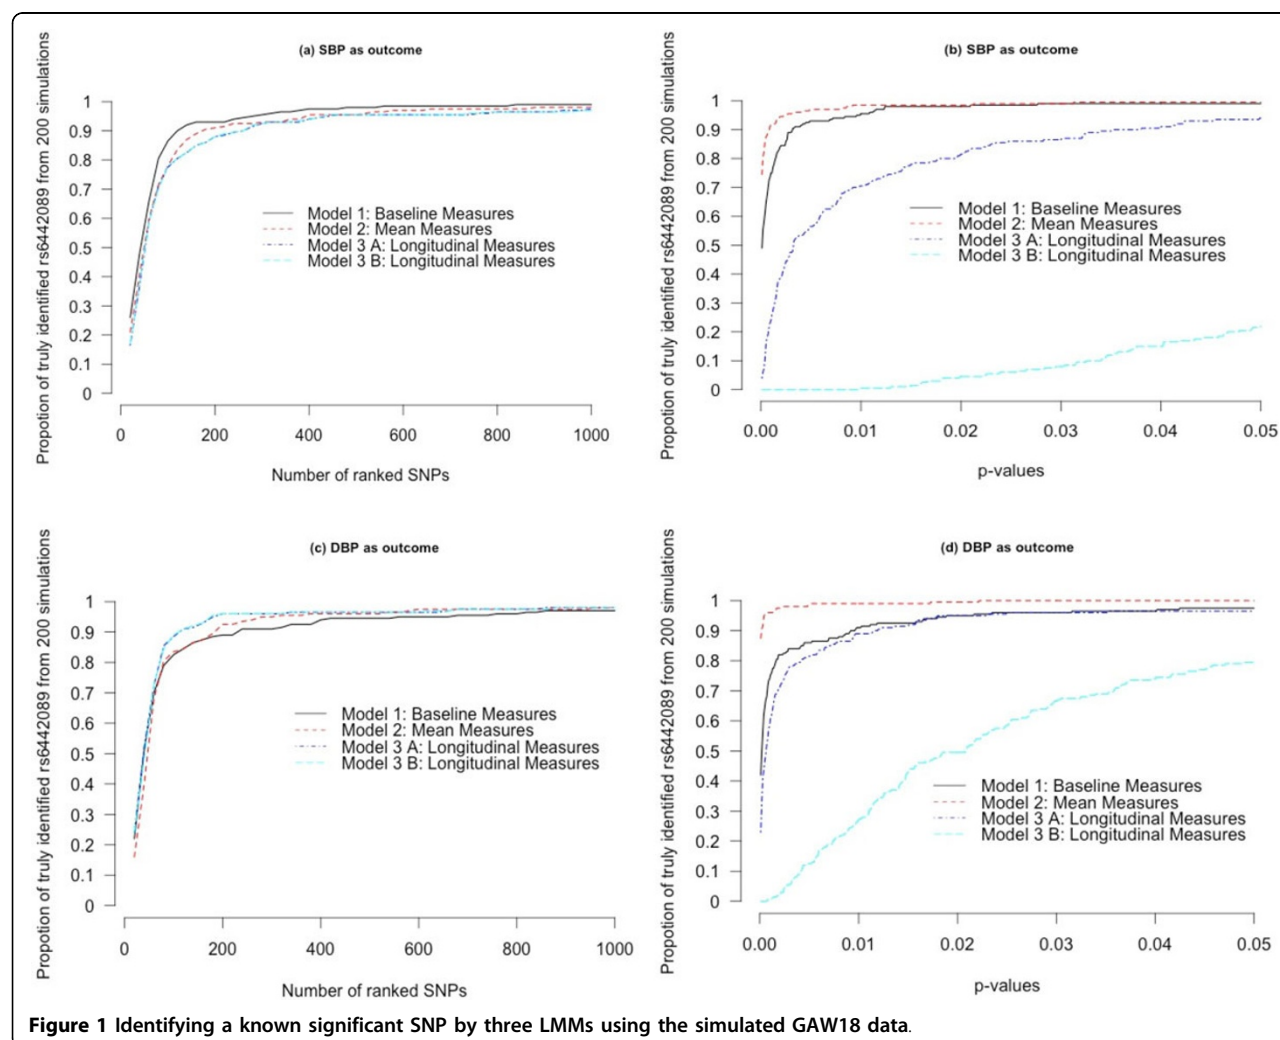 (a) SBP as outcome
Propotion of truly identified rs6442089 from 200 simulations
1
0.9
0.8
0.7
0.6
0.5
0.4
0.3
0.2
0.1
0
Model 1: Baseline Measures
Model 2: Mean Measures
Model 3 A: Longitudinal Measures
Model 3 B: Longitudinal Measures
0 200 400 600 800 1000
Number of ranked SNPs
(b) SBP as outcome
Propotion of truly identified rs6442089 from 200 simulations
1
0.9
0.8
0.7
0.6
0.5
0.4
0.3
0.2
0.1
0
Model 1: Baseline Measures
Model 2: Mean Measures
Model 3 A: Longitudinal Measures
Model 3 B: Longitudinal Measures
0.00 0.01 0.02 0.03 0.04 0.05
p-values
(c) DBP as outcome
Propotion of truly identified rs6442089 from 200 simulations
1
0.9
0.8
0.7
0.6
0.5
0.4
0.3
0.2
0.1
0
Model 1: Baseline Measures
Model 2: Mean Measures
Model 3 A: Longitudinal Measures
Model 3 B: Longitudinal Measures
0 200 400 600 800 1000
Number of ranked SNPs
(d) DBP as outcome
Propotion of truly identified rs6442089 from 200 simulations
1
0.9
0.8
0.7
0.6
0.5
0.4
0.3
0.2
0.1
0
Model 1: Baseline Measures
Model 2: Mean Measures
Model 3 A: Longitudinal Measures
Model 3 B: Longitudinal Measures
0.00 0.01 0.02 0.03 0.04 0.05
p-values
Figure 1 Identifying a known significant SNP by three LMMs using the simulated GAW18 data.